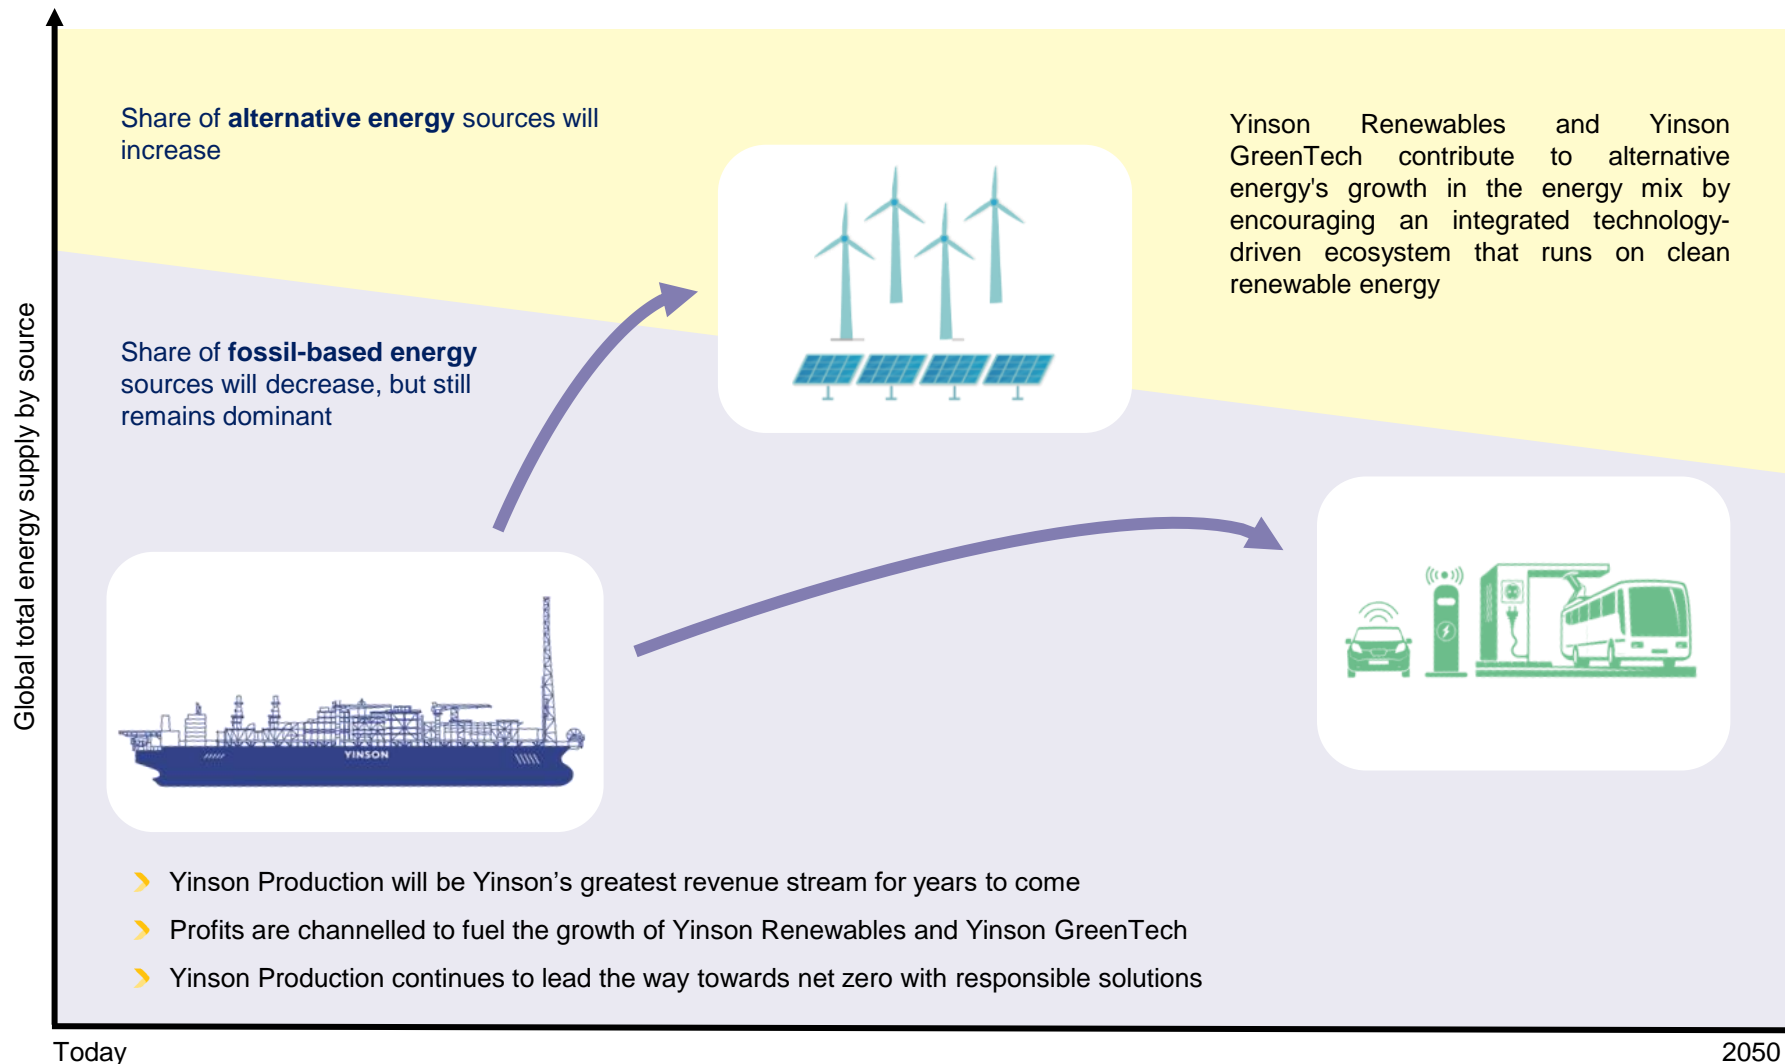 Share of alternative energy sources will
increase
Yinson Renewables and Yinson
GreenTech contribute to alternative
energy's growth in the energy mix by
encouraging an integrated technology-
driven ecosystem that runs on clean
renewable energy
Global total energy supply by source
Share of fossil-based energy
sources will decrease, but still
remains dominant
YINSON
Yinson Production will be Yinson’s greatest revenue stream for years to come
Profits are channelled to fuel the growth of Yinson Renewables and Yinson GreenTech
Yinson Production continues to lead the way towards net zero with responsible solutions
Today
2050